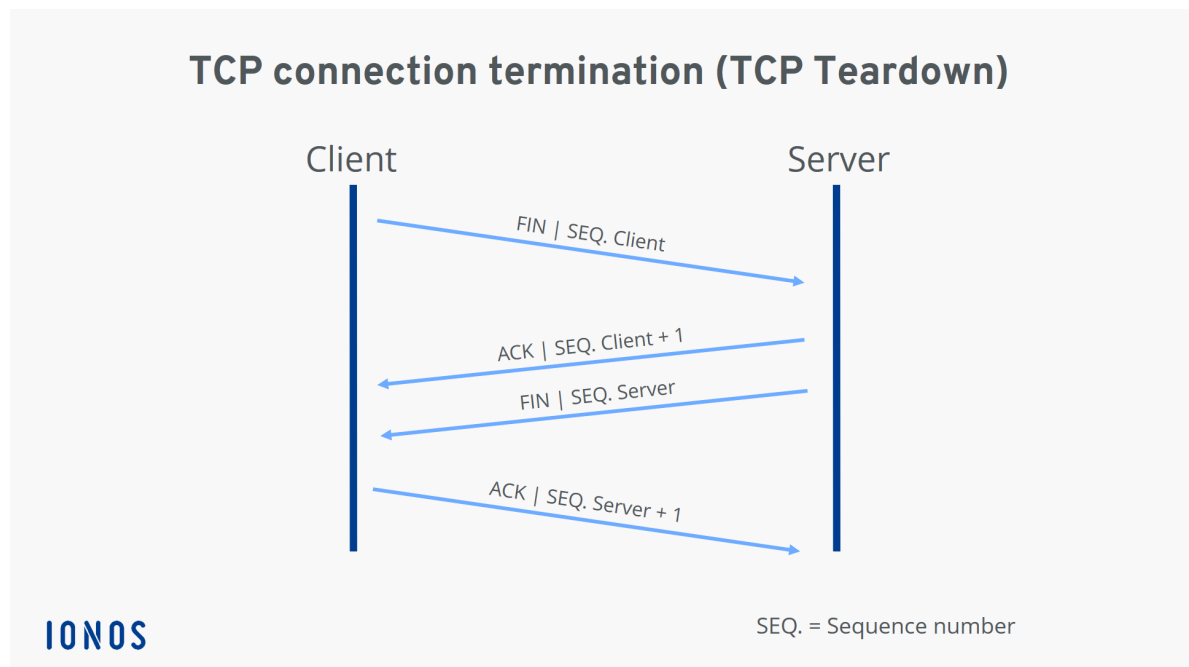 TCP connection termination (TCP Teardown)
Client
Server
FIN | SEQ. Client
ACK | SEQ. Client + 1
FIN | SEQ. Server
ACK | SEQ. Server + 1
IONOS
SEQ. = Sequence number